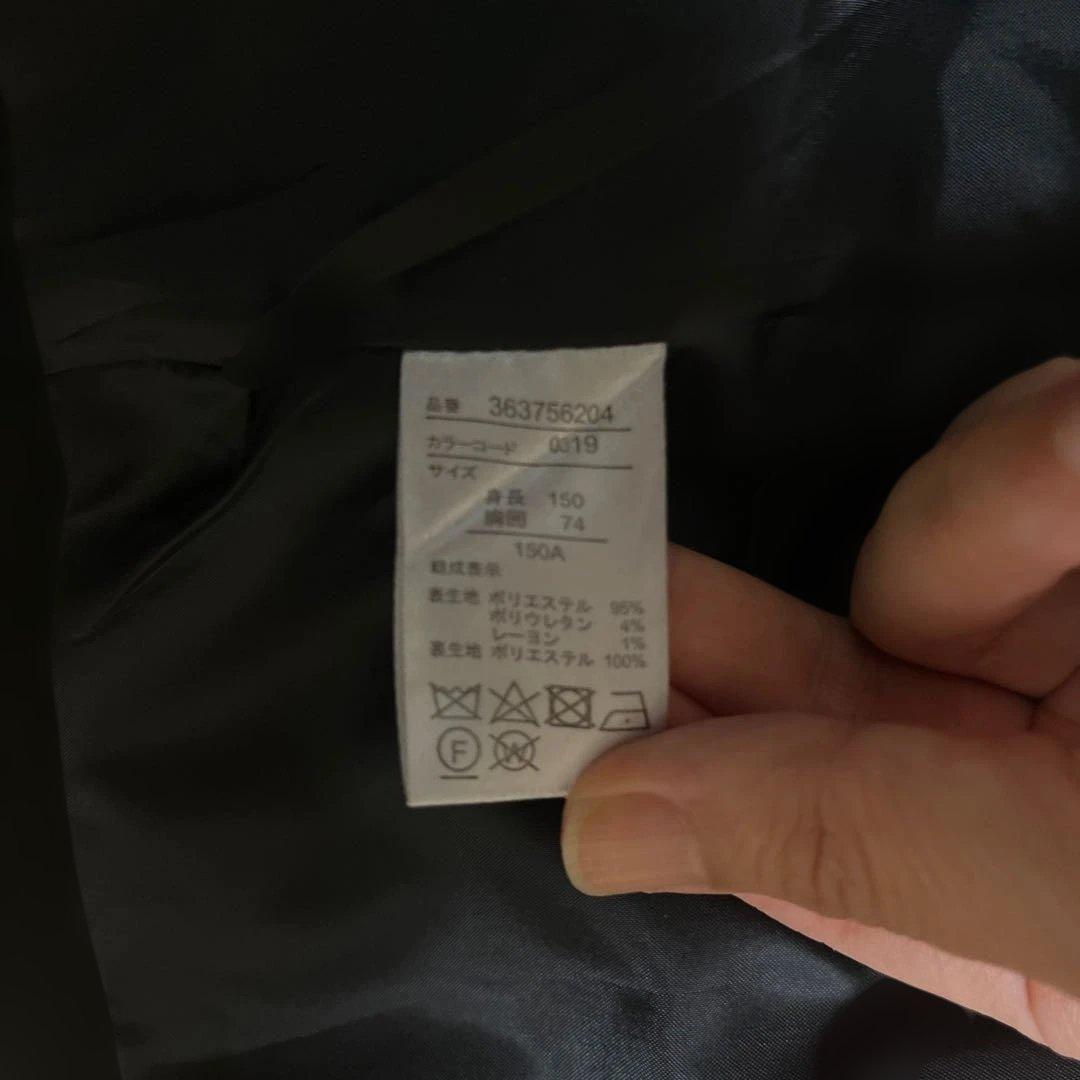 品番 363756204
カラーコード 0319
サイズ
身長 150
胸囲 74
150A
組成表示
表生地 ポリエステル 95%
ポリウレタン 4%
レーヨン 1%
裏生地 ポリエステル 100%
F W